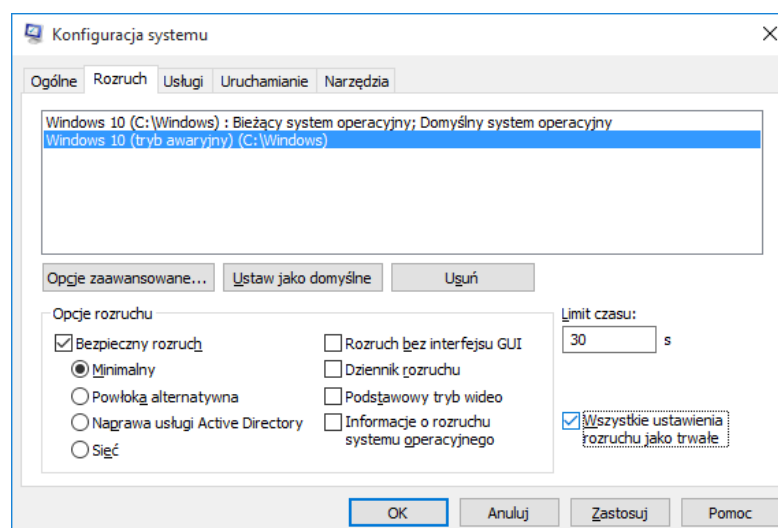 Konfiguracja systemu
Ogólne Rozruch Usługi Uruchamianie Narzędzia
Windows 10 (C:\Windows) : Bieżący system operacyjny; Domyślny system operacyjny
Windows 10 (tryb awaryjny) (C:\Windows)
Opcje zaawansowane... Ustaw jako domyślne Usuń
Opcje rozruchu
Limit czasu:
Bezpieczny rozruch
Rozruch bez interfejsu GUI
30 s
Minimalny
Dziennik rozruchu
Powłoka alternatywna
Podstawowy tryb wideo
Naprawa usługi Active Directory
Informacje o rozruchu
systemu operacyjnego
Wszystkie ustawienia
rozruchu jako trwałe
Sieć
OK Anuluj Zastosuj Pomoc